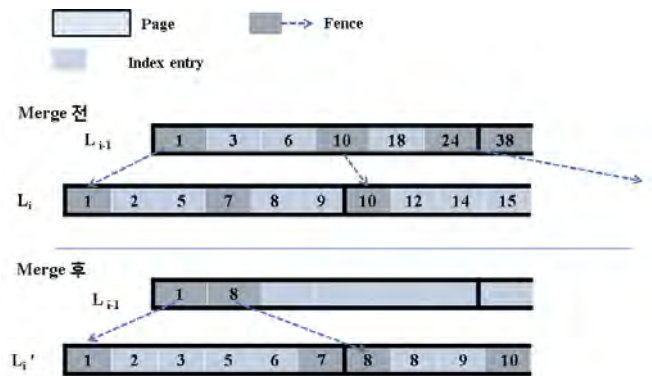 Page
Fence
Index entry
Merge 전
L i-1 1 3 6 10 18 24 38
L i 1 2 5 7 8 9 10 12 14 15
Merge 후
L i-1 1 8
L i ' 1 2 3 5 6 7 8 8 9 10